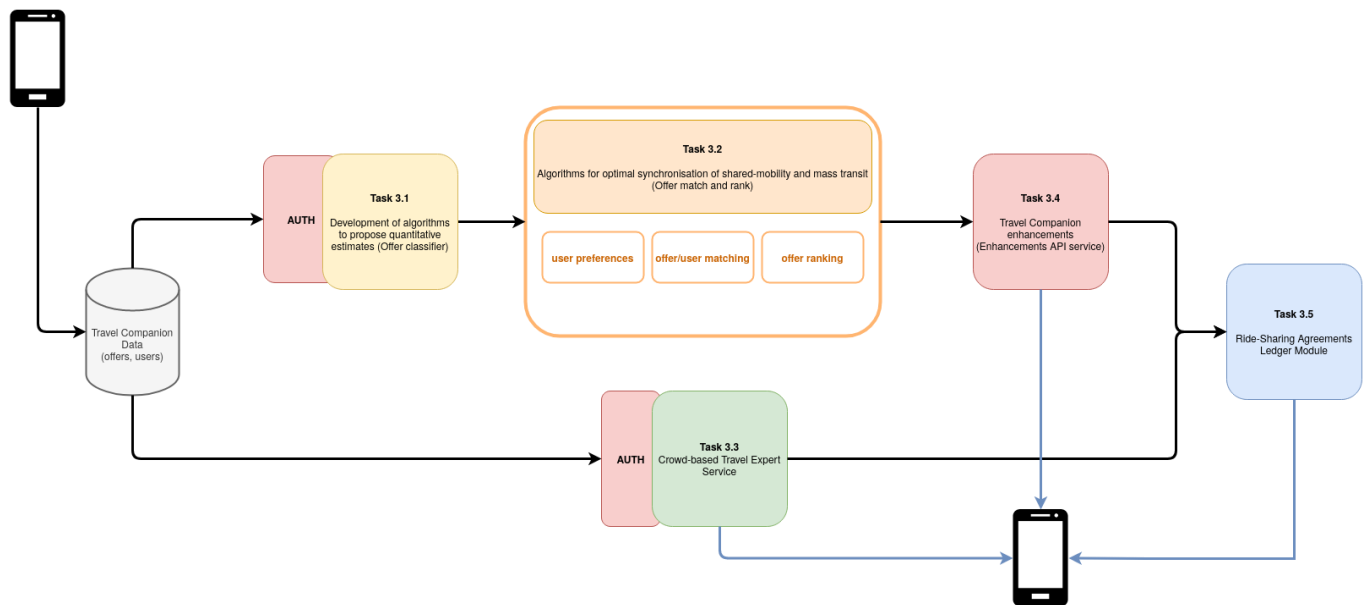 Task 3.2
Algorithms for optimal synchronisation of shared-mobility and mass transit
(Offer match and rank)
user preferences
offer/user matching
offer ranking
AUTH
Task 3.1
Development of algorithms
to propose quantitative
estimates (Offer classifier)
Task 3.4
Travel Companion
enhancements
(Enhancements API service)
Travel Companion
Data
(offers, users)
Task 3.5
Ride-Sharing Agreements
Ledger Module
AUTH
Task 3.3
Crowd-based Travel Expert
Service